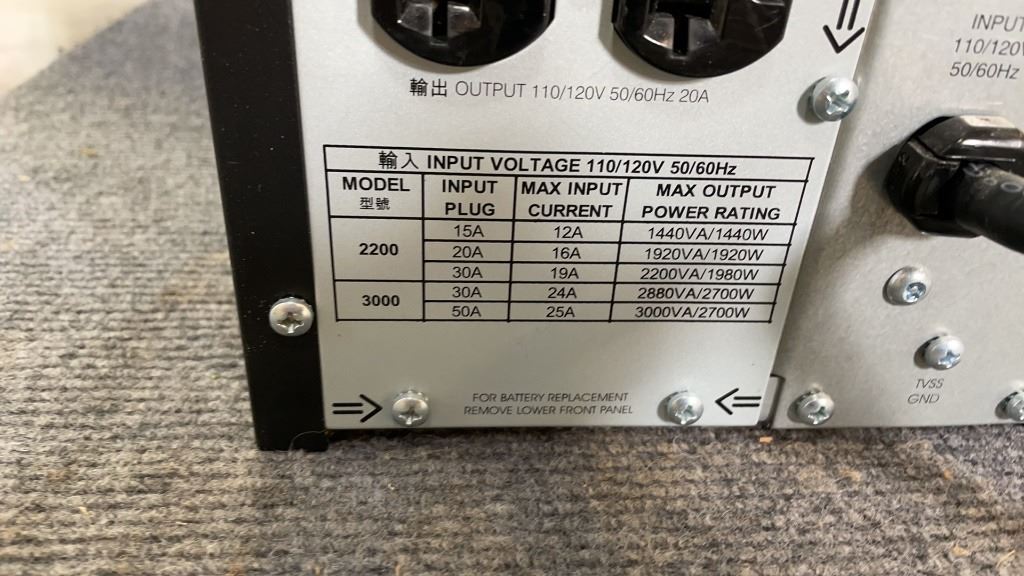 輸出 OUTPUT 110/120V 50/60Hz 20A
INPUT
110/120V
50/60Hz
輸入 INPUT VOLTAGE 110/120V 50/60Hz
MODEL 型號 INPUT PLUG MAX INPUT CURRENT MAX OUTPUT POWER RATING
2200 15A 12A 1440VA/1440W
20A 16A 1920VA/1920W
30A 19A 2200VA/1980W
3000 30A 24A 2880VA/2700W
50A 25A 3000VA/2700W
FOR BATTERY REPLACEMENT
REMOVE LOWER FRONT PANEL
TVSS
GND